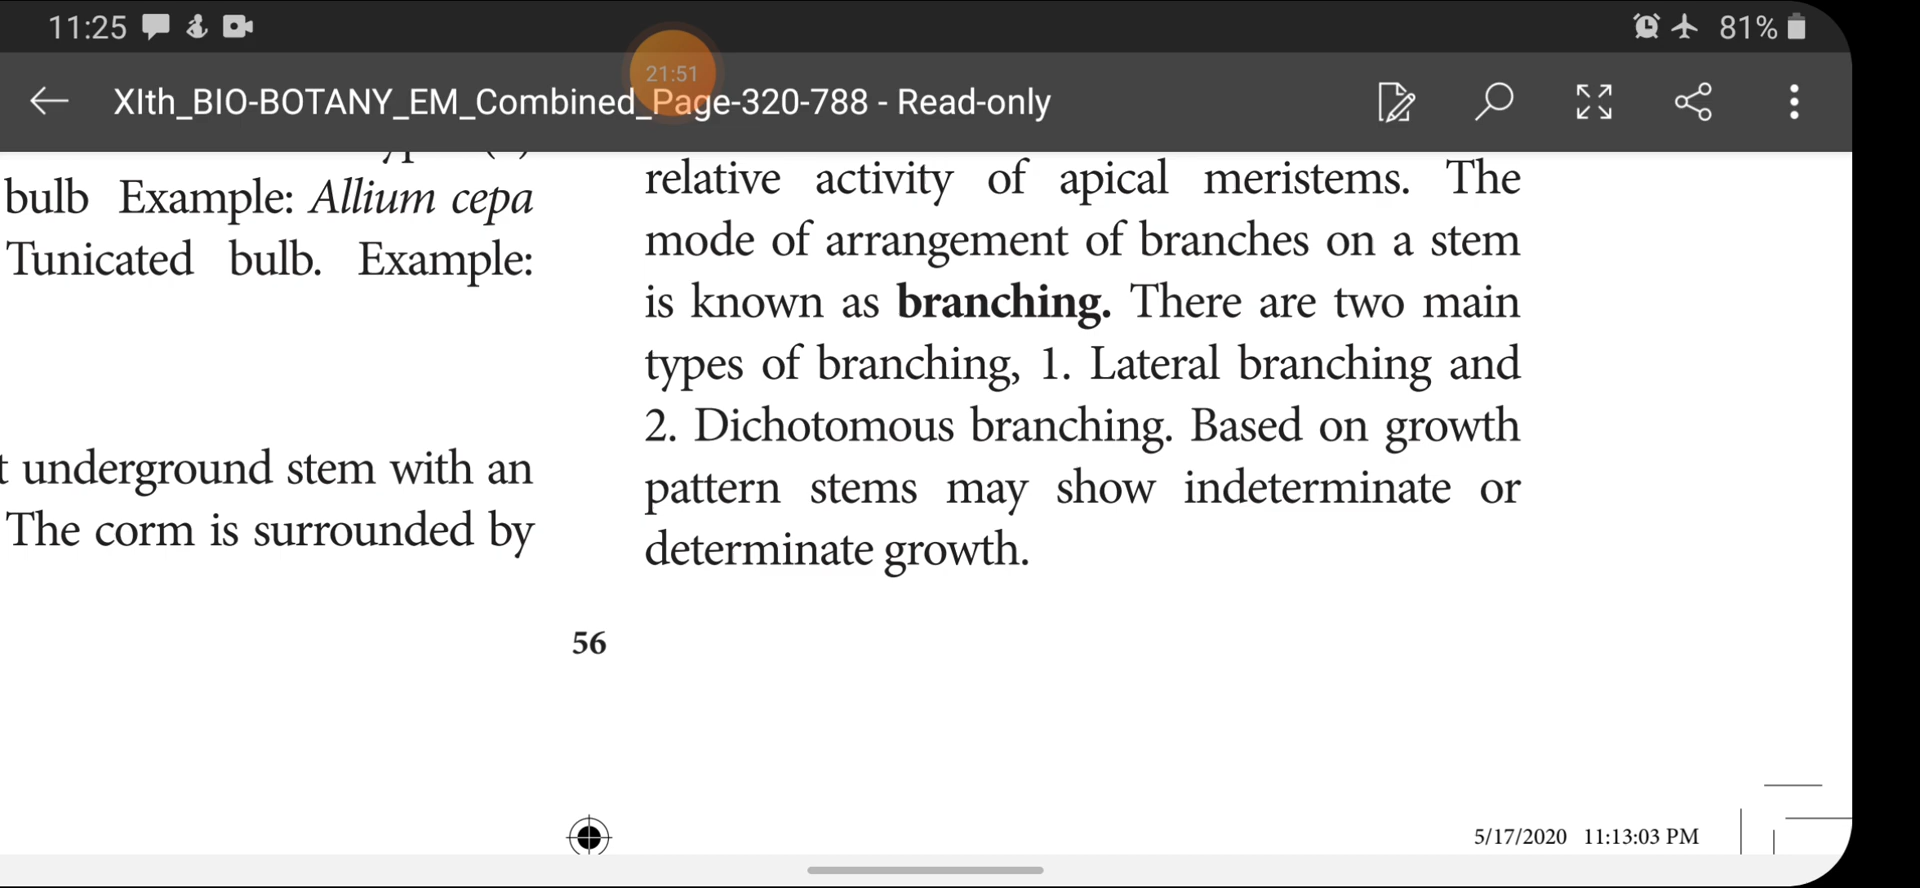 11:25
81%
21:51
XIth_BIO-BOTANY_EM_Combined_Page-320-788 - Read-only
bulb Example: Allium cepa
Tunicated bulb. Example:
t underground stem with an
The corm is surrounded by
relative activity of apical meristems. The
mode of arrangement of branches on a stem
is known as branching. There are two main
types of branching, 1. Lateral branching and
2. Dichotomous branching. Based on growth
pattern stems may show indeterminate or
determinate growth.
56
5/17/2020 11:13:03 PM